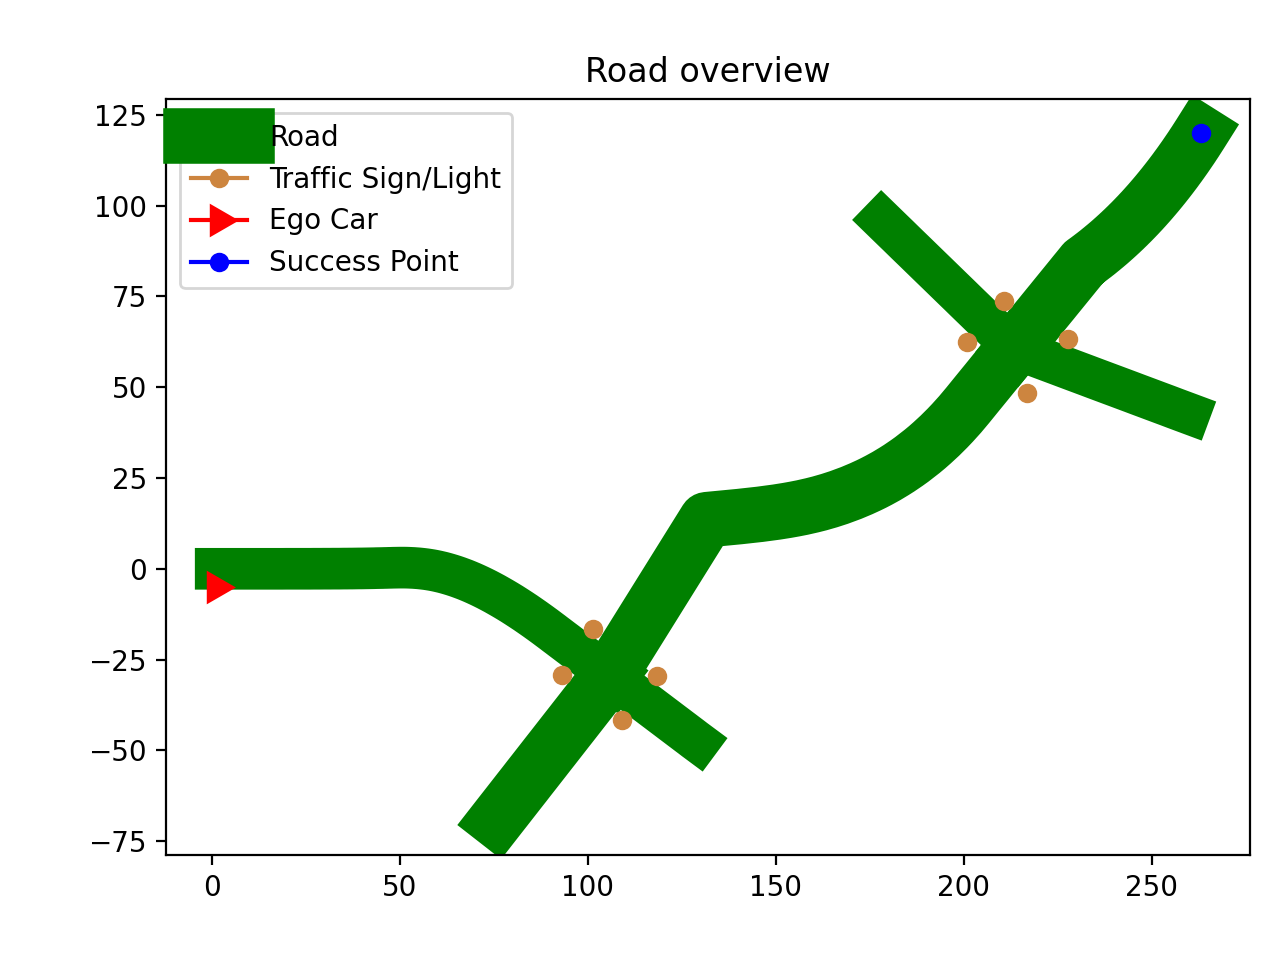 Road overview
Road
Traffic Sign/Light
Ego Car
Success Point
125
100
75
50
25
0
−25
−50
−75
0 50 100 150 200 250